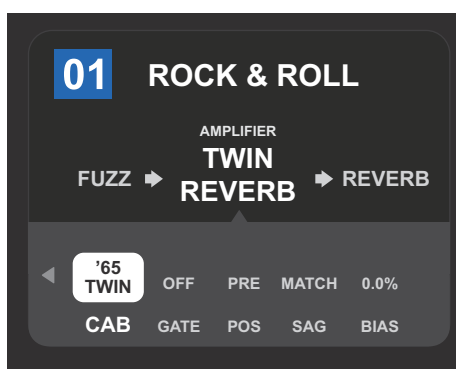 01 ROCK & ROLL
AMPLIFIER
TWIN
FUZZ REVERB REVERB
’65
TWIN OFF PRE MATCH 0.0%
CAB GATE POS SAG BIAS